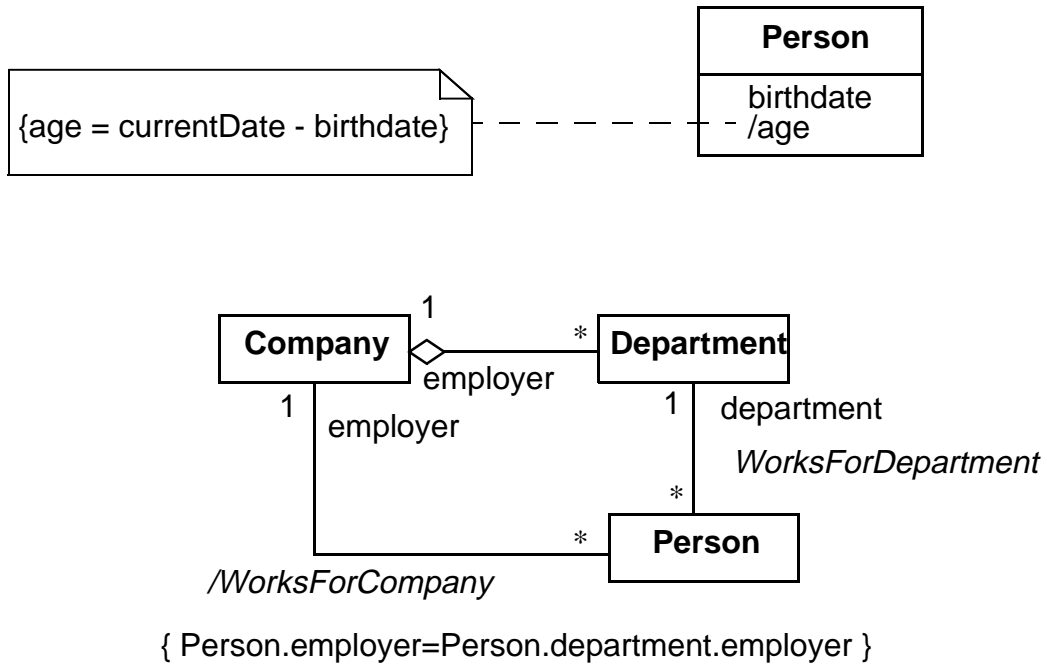 Person
birthdate
{age = currentDate - birthdate}
/age
1
*
Company
Department
employer
1
employer
1
department
WorksForDepartment
*
*
Person
/WorksForCompany
{ Person.employer=Person.department.employer }